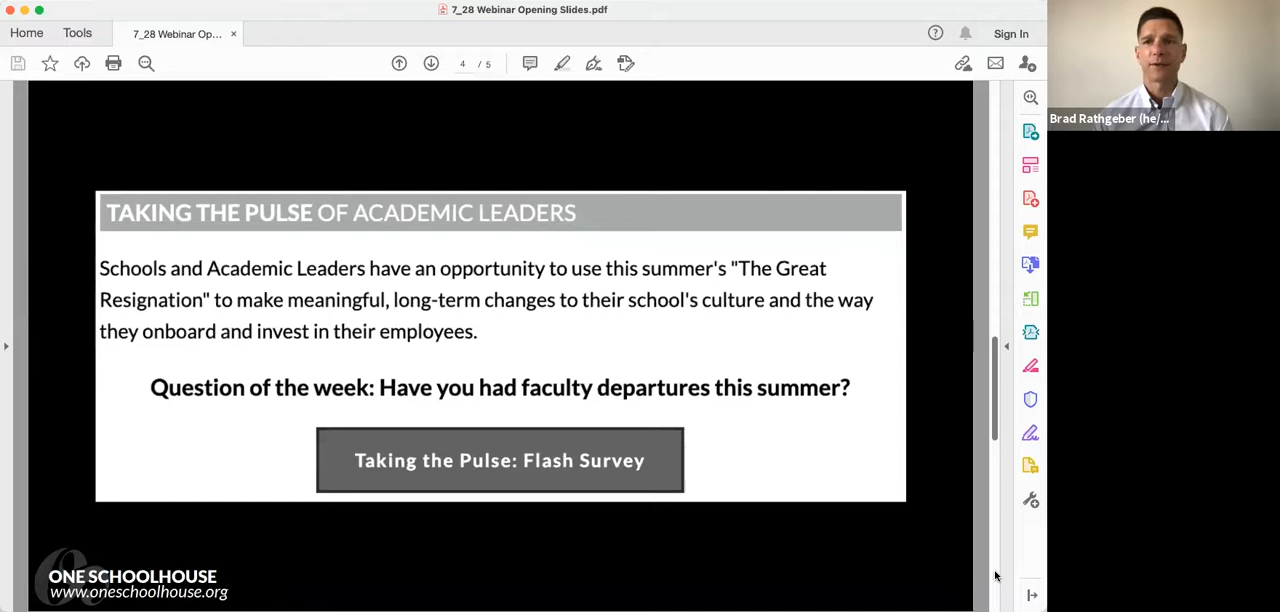 7_28 Webinar Opening Slides.pdf
Home
Tools
7_28 Webinar Op...
Sign In
4 / 5
Brad Rathgeber (he/...
TAKING THE PULSE OF ACADEMIC LEADERS
Schools and Academic Leaders have an opportunity to use this summer's "The Great
Resignation" to make meaningful, long-term changes to their school's culture and the way
they onboard and invest in their employees.
Question of the week: Have you had faculty departures this summer?
Taking the Pulse: Flash Survey
ONE SCHOOLHOUSE
www.oneschoolhouse.org